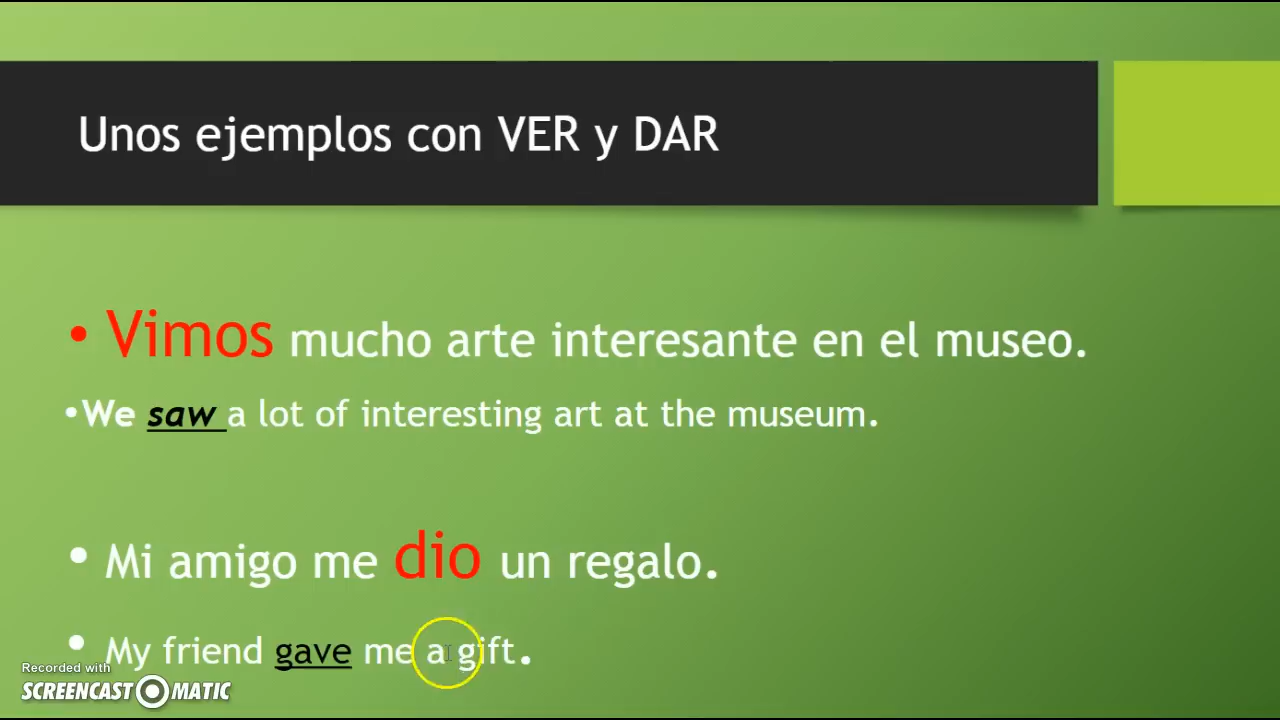 Unos ejemplos con VER y DAR
• Vimos mucho arte interesante en el museo.
• We saw a lot of interesting art at the museum.
• Mi amigo me dio un regalo.
• My friend gave me a gift.
Recorded with
SCREENCAST MATIC